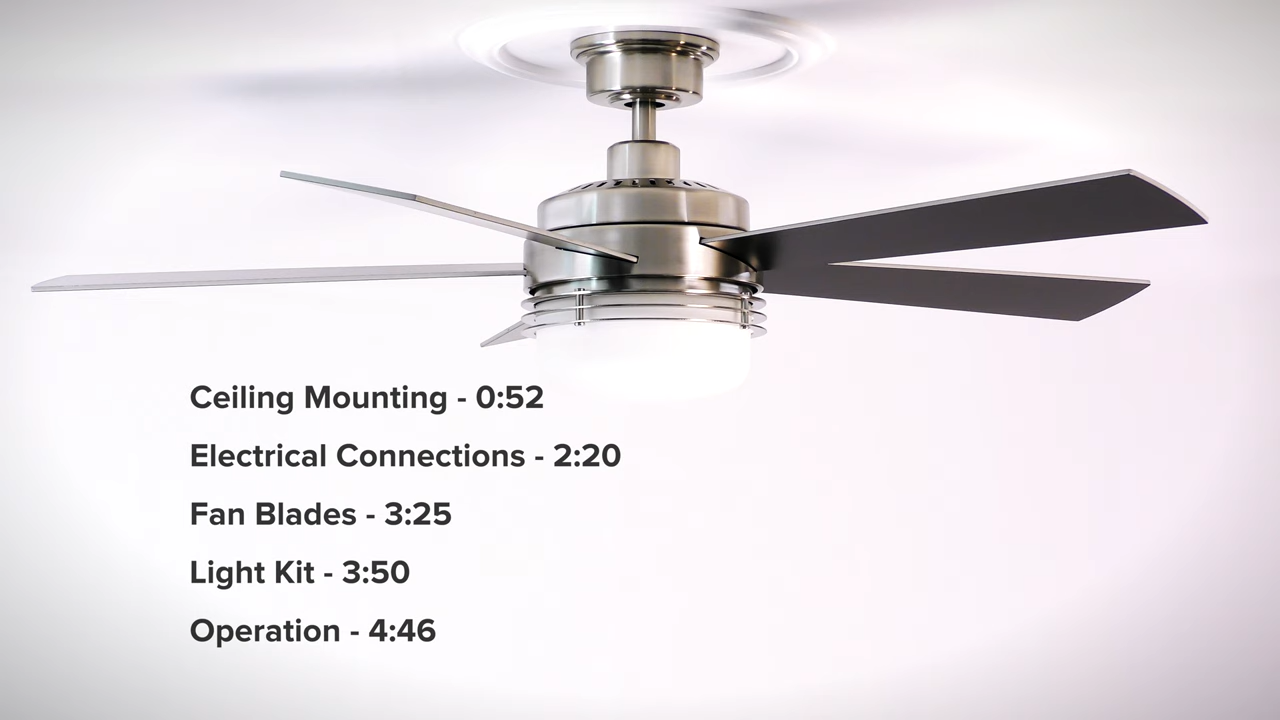 Ceiling Mounting - 0:52
Electrical Connections - 2:20
Fan Blades - 3:25
Light Kit - 3:50
Operation - 4:46